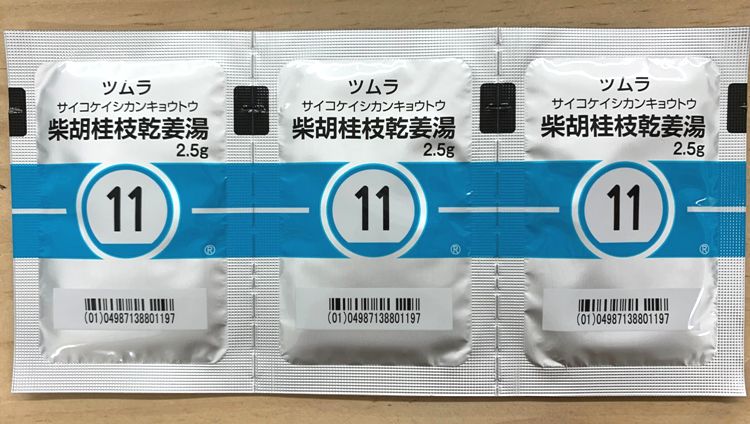 ツムラ
サイコケイシカンキョウトウ
柴胡桂枝乾姜湯
2.5g
11
®
(01)04987138801197
ツムラ
サイコケイシカンキョウトウ
柴胡桂枝乾姜湯
2.5g
11
®
(01)04987138801197
ツムラ
サイコケイシカンキョウトウ
柴胡桂枝乾姜湯
2.5g
11
®
(01)04987138801197